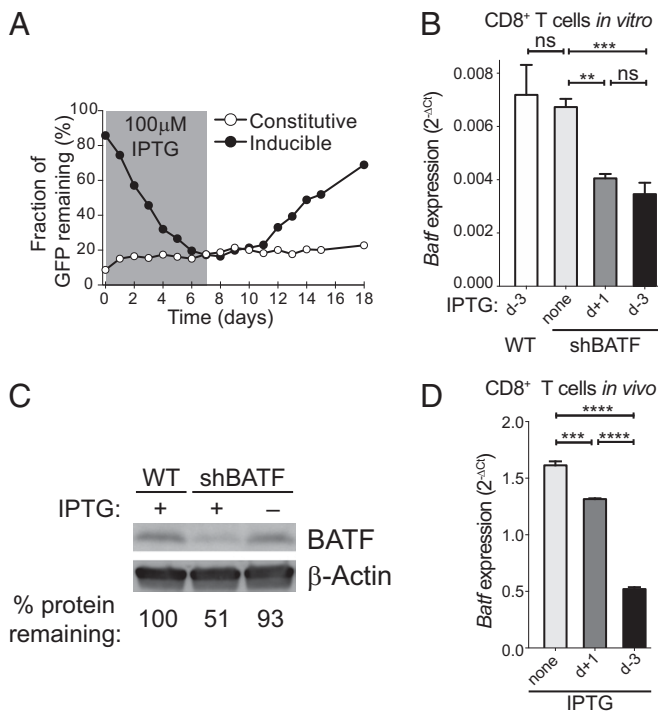 A
100μM
IPTG
Constitutive
Inducible
Fraction of
GFP remaining (%)
100
80
60
40
20
0
0 2 4 6 8 10 12 14 16 18
Time (days)
B
CD8⁺ T cells in vitro
ns ***
** ns
Batf expression (2^-ΔCt)
0.008
0.006
0.004
0.002
0.000
IPTG: d-3 none d+1 d-3
WT shBATF
C
WT shBATF
IPTG: + + –
BATF
β-Actin
% protein
remaining: 100 51 93
D
CD8⁺ T cells in vivo
****
*** ****
Batf expression (2^-ΔCt)
2.0
1.5
1.0
0.5
0.0
none d+1 d-3
IPTG